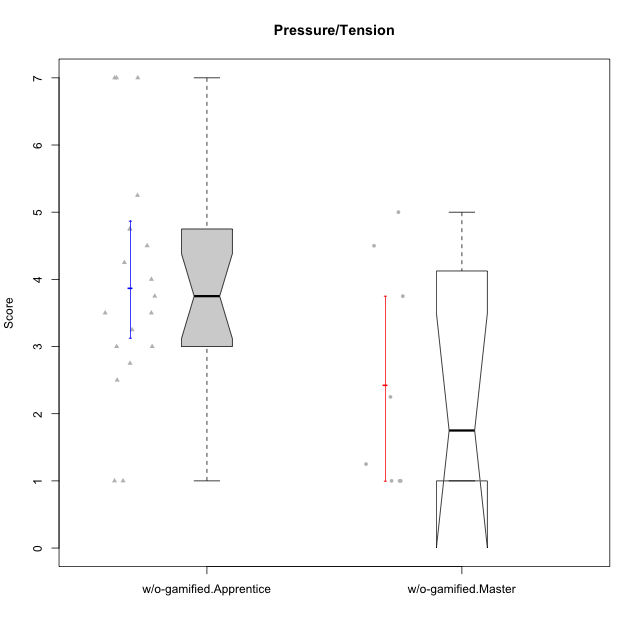 Pressure/Tension
Score
7
6
5
4
3
2
1
0
w/o-gamified.Apprentice
w/o-gamified.Master